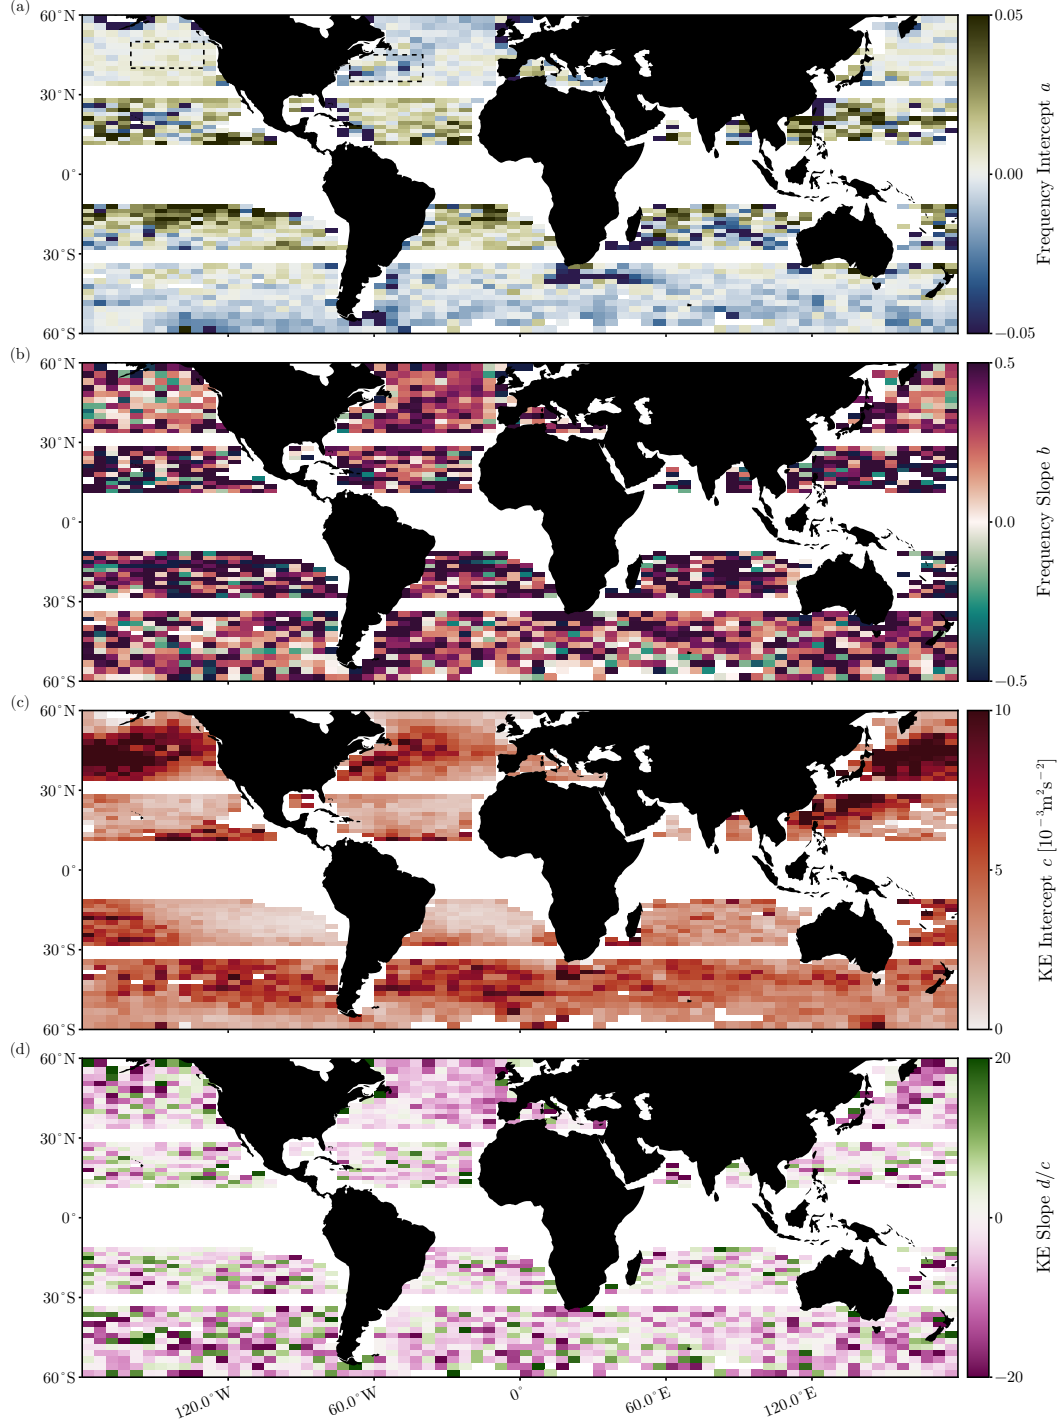 (a)
60°N
30°N
0°
30°S
60°S
0.05
0.00
−0.05
Frequency Intercept a
(b)
60°N
30°N
0°
30°S
60°S
0.5
0.0
−0.5
Frequency Slope b
(c)
60°N
30°N
0°
30°S
60°S
10
5
0
KE Intercept c [10⁻³m²s⁻²]
(d)
60°N
30°N
0°
30°S
60°S
20
0
−20
KE Slope d/c
120.0°W
60.0°W
0°
60.0°E
120.0°E